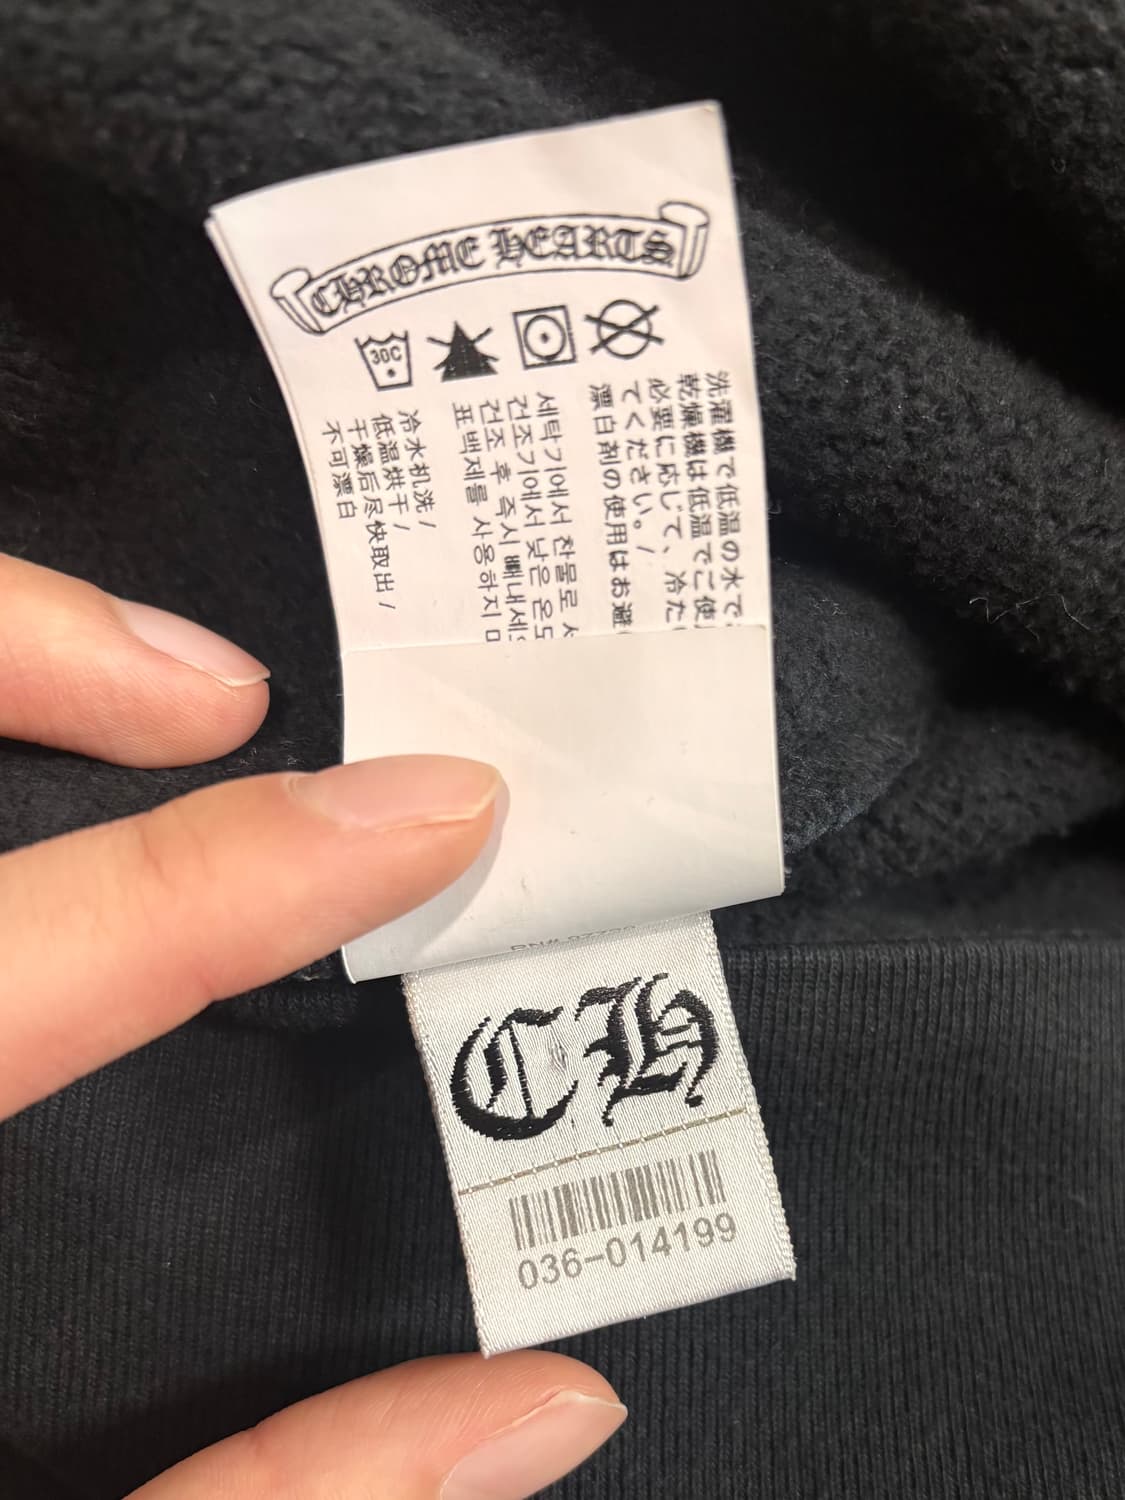 CHROME HEARTS
30C
洗濯機で低温の水で
乾燥機は低温でご使
必要に応じて、冷た
てください。/
漂白剤の使用はお避
세탁기에서 찬물로
건조기에서 낮은 온도
건조 후 즉시 빼내세
표백제를 사용하지
冷水机洗 /
低温烘干 /
干燥后尽快取出 /
不可漂白
RN#
CH
036-014199